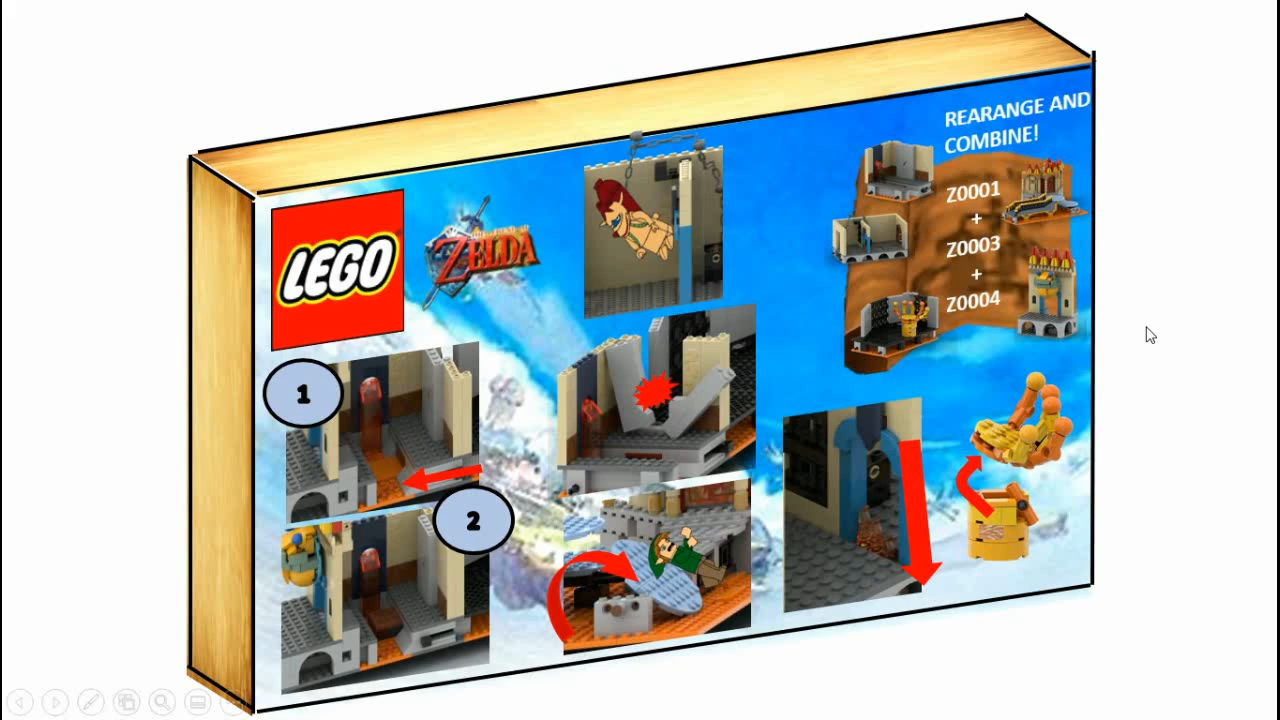 LEGO
ZELDA
REARANGE AND
COMBINE!
Z0001
+
Z0003
+
Z0004
1
2